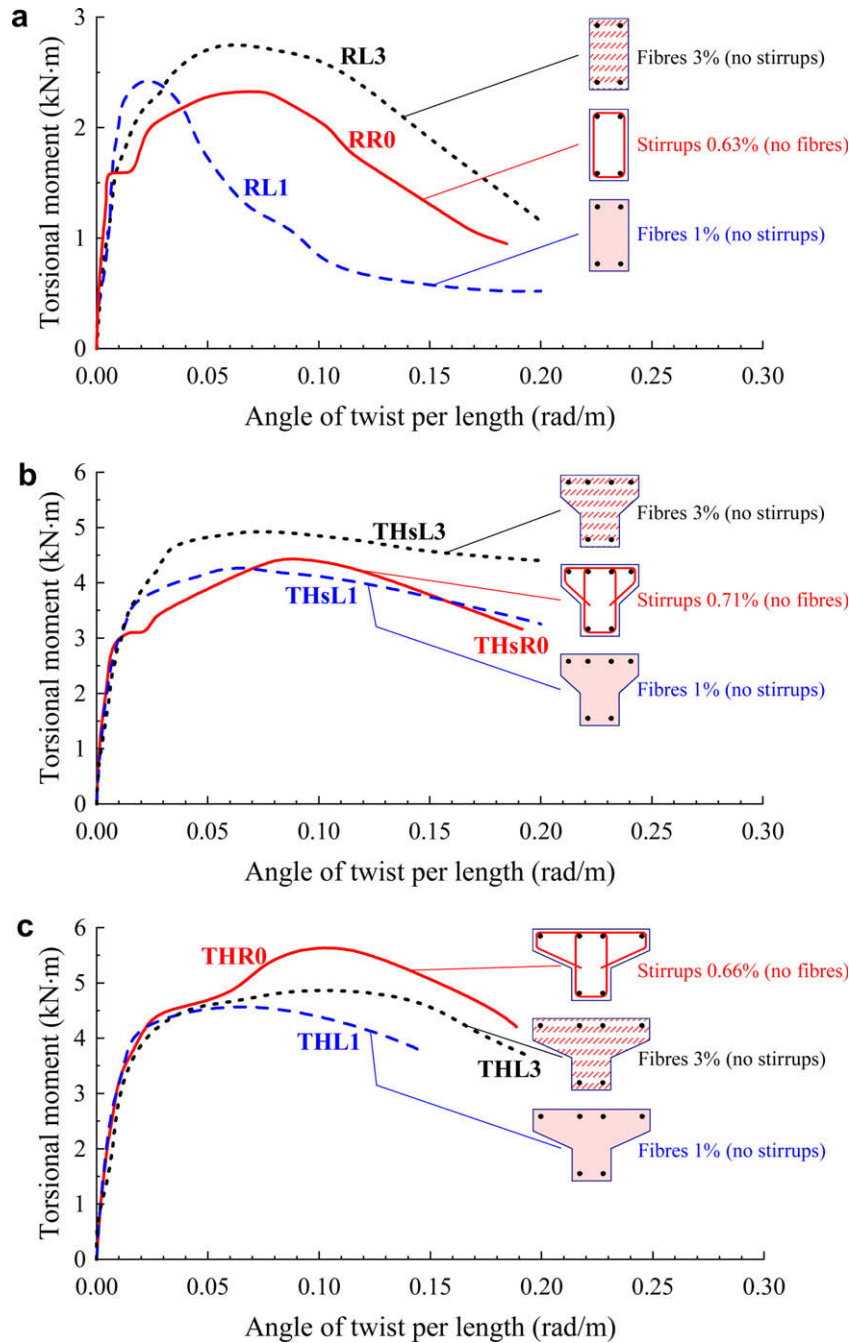 a
Torsional moment (kN·m)
3
2
1
0
RL3
RR0
RL1
Fibres 3% (no stirrups)
Stirrups 0.63% (no fibres)
Fibres 1% (no stirrups)
0.00 0.05 0.10 0.15 0.20 0.25 0.30
Angle of twist per length (rad/m)
b
Torsional moment (kN·m)
6
5
4
3
2
1
0
THsL3
THsL1
THsR0
Fibres 3% (no stirrups)
Stirrups 0.71% (no fibres)
Fibres 1% (no stirrups)
0.00 0.05 0.10 0.15 0.20 0.25 0.30
Angle of twist per length (rad/m)
c
Torsional moment (kN·m)
6
5
4
3
2
1
0
THR0
THL1
THL3
Stirrups 0.66% (no fibres)
Fibres 3% (no stirrups)
Fibres 1% (no stirrups)
0.00 0.05 0.10 0.15 0.20 0.25 0.30
Angle of twist per length (rad/m)